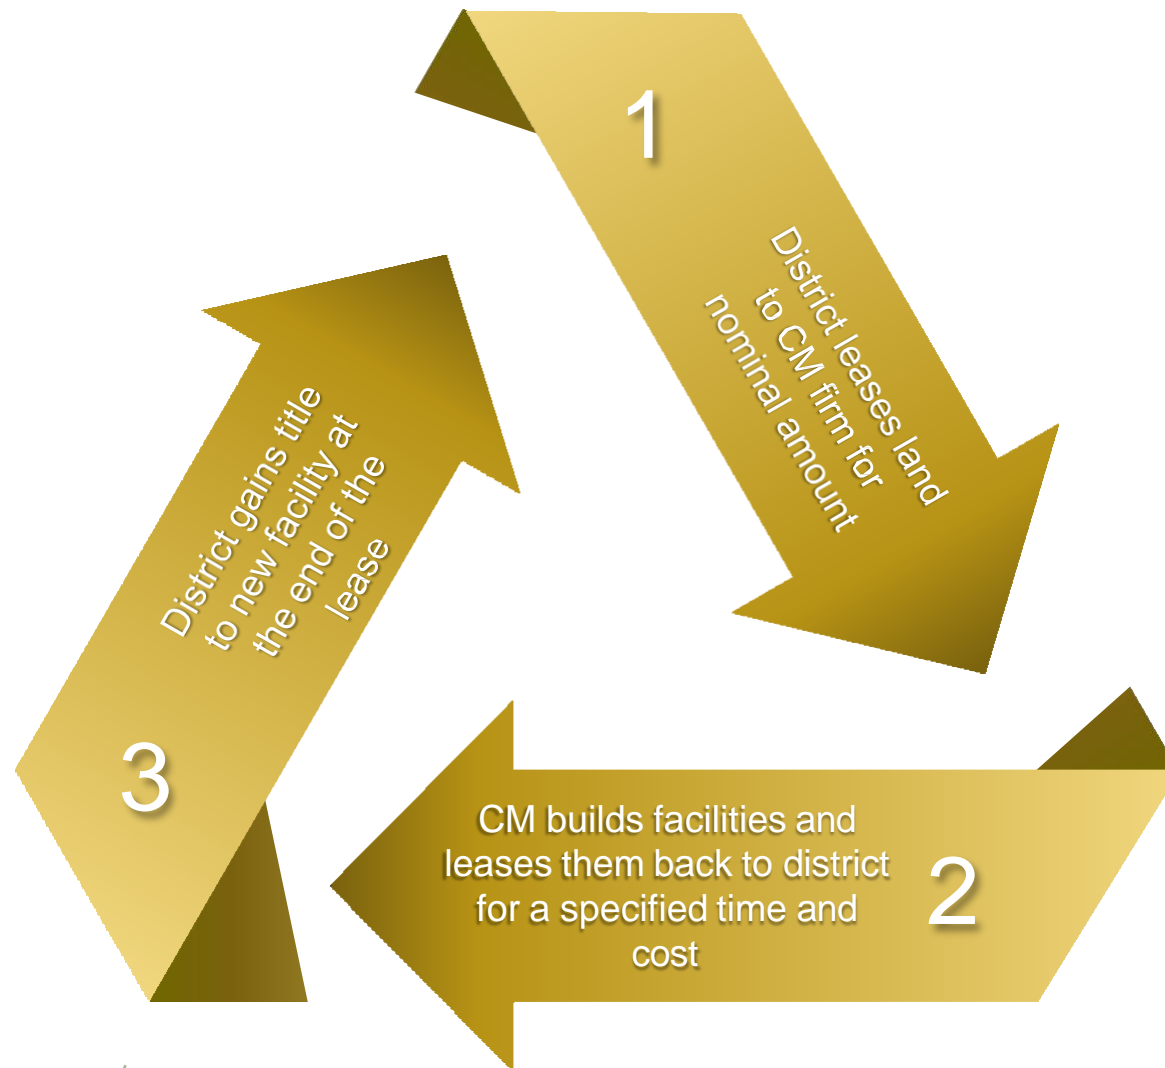 1
District leases land
to CM firm for
nominal amount
2
CM builds facilities and
leases them back to district
for a specified time and
cost
3
District gains title
to new facility at
the end of the
lease